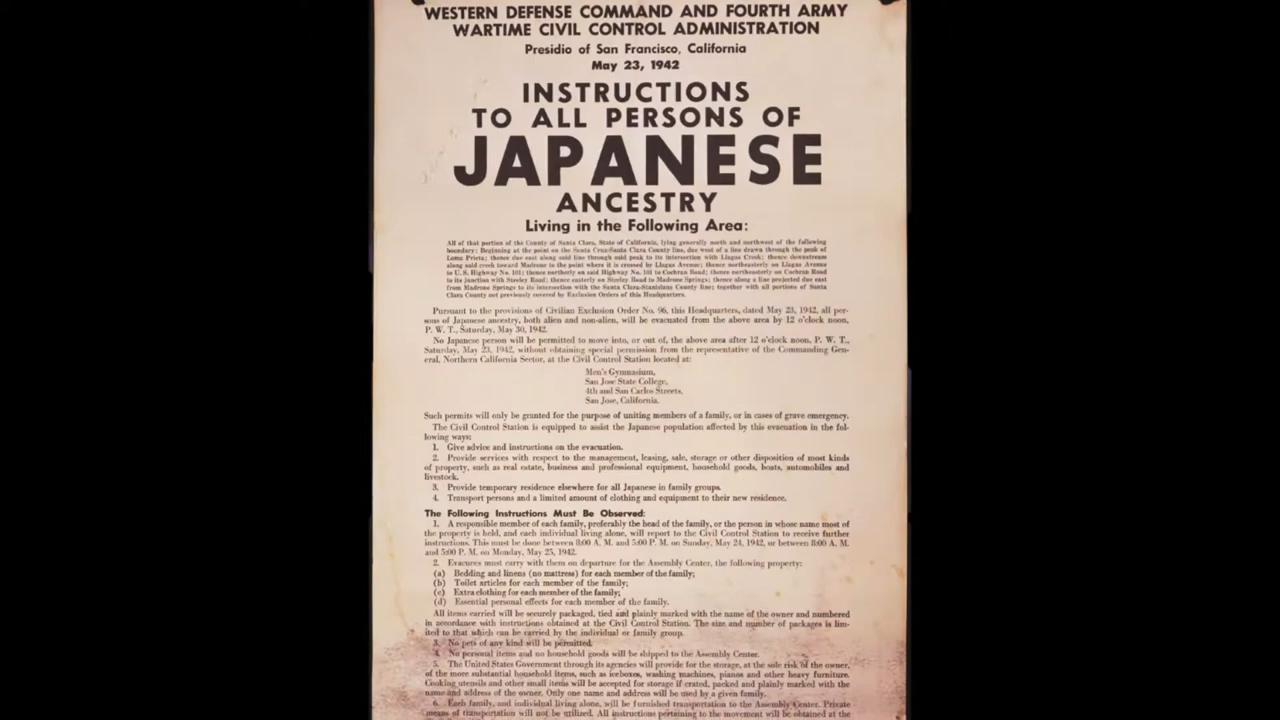 WESTERN DEFENSE COMMAND AND FOURTH ARMY
WARTIME CIVIL CONTROL ADMINISTRATION
Presidio of San Francisco, California
May 23, 1942
INSTRUCTIONS
TO ALL PERSONS OF
JAPANESE
ANCESTRY
Living in the Following Area:
All of that portion of the County of Santa Clara, State of California, lying generally north and northwest of the following
boundary: Beginning at the point on the Santa Cruz-Santa Clara County line, due west of a line drawn through the peak of
Loma Prieta; thence due east along said line through said peak to its intersection with Llagas Creek; thence downstream
along said creek toward Madrone to the point where it is crossed by Llagas Avenue; thence northeasterly on Llagas Avenue
to U. S. Highway No. 101; thence northerly on said Highway No. 101 to Cochran Road; thence northeasterly on Cochran Road
to its junction with Steeley Road; thence easterly on Steeley Road to Madrone Springs; thence along a line projected due east
from Madrone Springs to its intersection with the Santa Clara-Stanislaus County line; together with all portions of Santa
Clara County not previously covered by Exclusion Orders of this Headquarters.
Pursuant to the provisions of Civilian Exclusion Order No. 96, this Headquarters, dated May 23, 1942, all per-
sons of Japanese ancestry, both alien and non-alien, will be evacuated from the above area by 12 o'clock noon,
P. W. T., Saturday, May 30, 1942.
No Japanese person will be permitted to move into, or out of, the above area after 12 o'clock noon, P. W. T.,
Saturday, May 23, 1942, without obtaining special permission from the representative of the Commanding Gen-
eral, Northern California Sector, at the Civil Control Station located at:
Men's Gymnasium,
San Jose State College,
4th and San Carlos Streets,
San Jose, California.
Such permits will only be granted for the purpose of uniting members of a family, or in cases of grave emergency.
The Civil Control Station is equipped to assist the Japanese population affected by this evacuation in the fol-
lowing ways:
1. Give advice and instructions on the evacuation.
2. Provide services with respect to the management, leasing, sale, storage or other disposition of most kinds
of property, such as real estate, business and professional equipment, household goods, boats, automobiles and
livestock.
3. Provide temporary residence elsewhere for all Japanese in family groups.
4. Transport persons and a limited amount of clothing and equipment to their new residence.
The Following Instructions Must Be Observed:
1. A responsible member of each family, preferably the head of the family, or the person in whose name most of
the property is held, and each individual living alone, will report to the Civil Control Station to receive further
instructions. This must be done between 8:00 A. M. and 5:00 P. M. on Sunday, May 24, 1942, or between 8:00 A. M.
and 5:00 P. M. on Monday, May 25, 1942.
2. Evacuees must carry with them on departure for the Assembly Center, the following property:
(a) Bedding and linens (no mattress) for each member of the family;
(b) Toilet articles for each member of the family;
(c) Extra clothing for each member of the family;
(d) Essential personal effects for each member of the family.
All items carried will be securely packaged, tied and plainly marked with the name of the owner and numbered
in accordance with instructions obtained at the Civil Control Station. The size and number of packages is lim-
ited to that which can be carried by the individual or family group.
3. No pets of any kind will be permitted.
4. No personal items and no household goods will be shipped to the Assembly Center.
5. The United States Government through its agencies will provide for the storage, at the sole risk of the owner,
of the more substantial household items, such as iceboxes, washing machines, pianos and other heavy furniture.
Cooking utensils and other small items will be accepted for storage if crated, packed and plainly marked with the
name and address of the owner. Only one name and address will be used by a given family.
6. Each family, and individual living alone, will be furnished transportation to the Assembly Center. Private
means of transportation will not be utilized. All instructions pertaining to the movement will be obtained at the